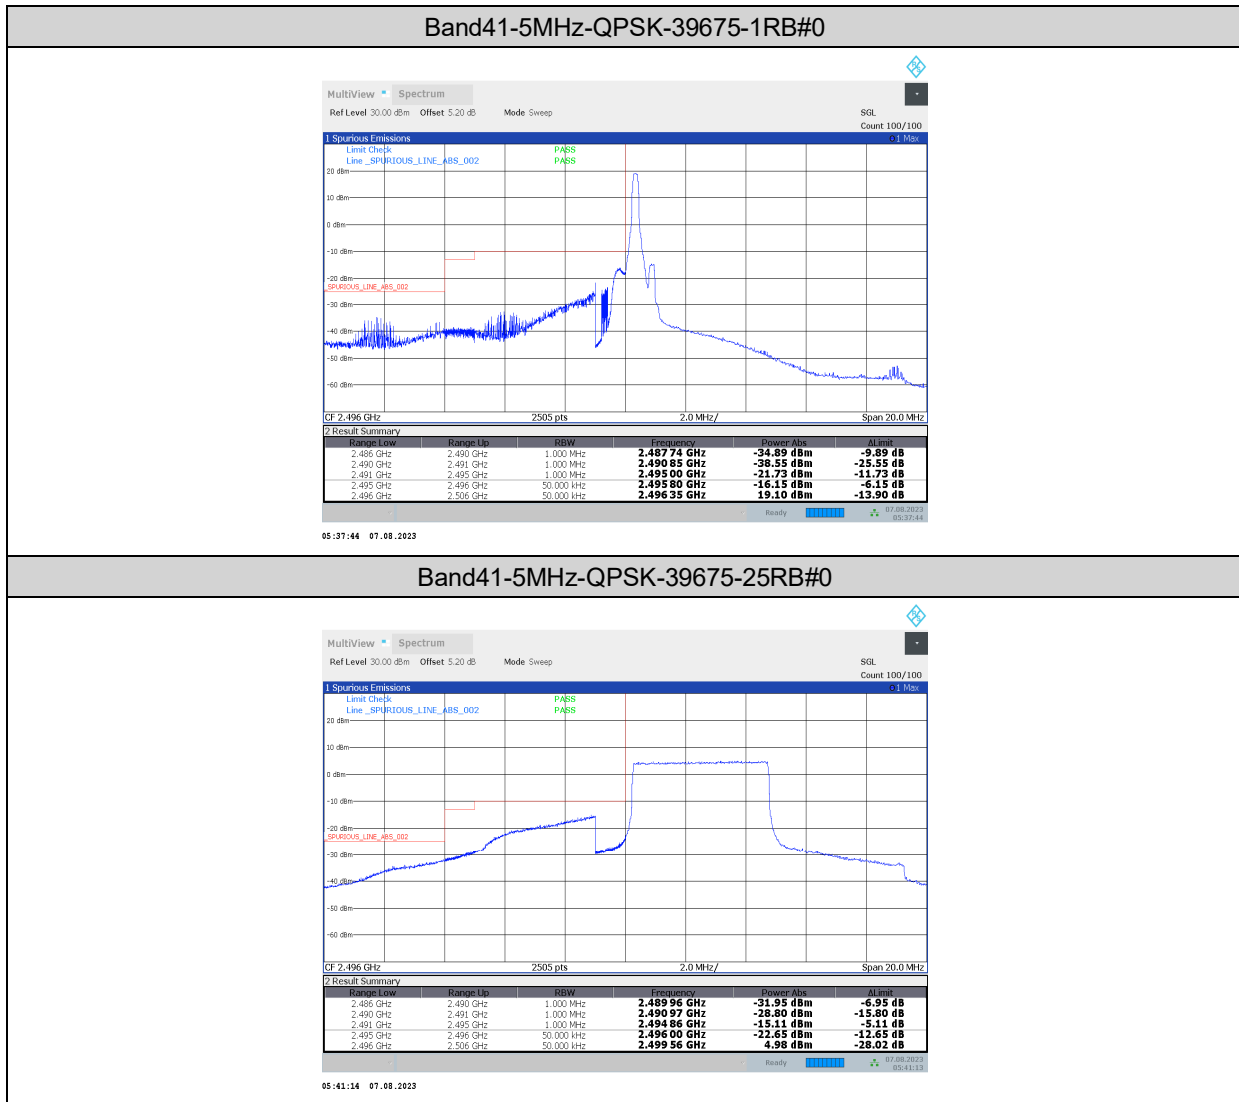 Band41-5MHz-QPSK-39675-1RB#0
MultiView Spectrum
Ref Level 30.00 dBm Offset 5.20 dB Mode Sweep SGL
Count 100/100
1 Spurious Emissions 1 Max
Limit Check PASS
Line _SPURIOUS_LINE_ABS_002 PASS
20 dBm
10 dBm
0 dBm
-10 dBm
-20 dBm
_SPURIOUS_LINE_ABS_002
-30 dBm
-40 dBm
-50 dBm
-60 dBm
CF 2.496 GHz 2505 pts 2.0 MHz/ Span 20.0 MHz
2 Result Summary
Range Low Range Up RBW Frequency Power Abs ΔLimit
2.486 GHz 2.490 GHz 1.000 MHz 2.487 74 GHz -34.89 dBm -9.89 dB
2.490 GHz 2.491 GHz 1.000 MHz 2.490 85 GHz -38.55 dBm -25.55 dB
2.491 GHz 2.495 GHz 1.000 MHz 2.495 00 GHz -21.73 dBm -11.73 dB
2.495 GHz 2.496 GHz 50.000 kHz 2.495 80 GHz -16.15 dBm -6.15 dB
2.496 GHz 2.506 GHz 50.000 kHz 2.496 35 GHz 19.10 dBm -13.90 dB
Ready 07.08.2023
05:37:44
05:37:44 07.08.2023
Band41-5MHz-QPSK-39675-25RB#0
MultiView Spectrum
Ref Level 30.00 dBm Offset 5.20 dB Mode Sweep SGL
Count 100/100
1 Spurious Emissions 1 Max
Limit Check PASS
Line _SPURIOUS_LINE_ABS_002 PASS
20 dBm
10 dBm
0 dBm
-10 dBm
-20 dBm
_SPURIOUS_LINE_ABS_002
-30 dBm
-40 dBm
-50 dBm
-60 dBm
CF 2.496 GHz 2505 pts 2.0 MHz/ Span 20.0 MHz
2 Result Summary
Range Low Range Up RBW Frequency Power Abs ΔLimit
2.486 GHz 2.490 GHz 1.000 MHz 2.489 96 GHz -31.95 dBm -6.95 dB
2.490 GHz 2.491 GHz 1.000 MHz 2.490 97 GHz -28.80 dBm -15.80 dB
2.491 GHz 2.495 GHz 1.000 MHz 2.494 86 GHz -15.11 dBm -5.11 dB
2.495 GHz 2.496 GHz 50.000 kHz 2.496 00 GHz -22.65 dBm -12.65 dB
2.496 GHz 2.506 GHz 50.000 kHz 2.499 56 GHz 4.98 dBm -28.02 dB
Ready 07.08.2023
05:41:13
05:41:14 07.08.2023